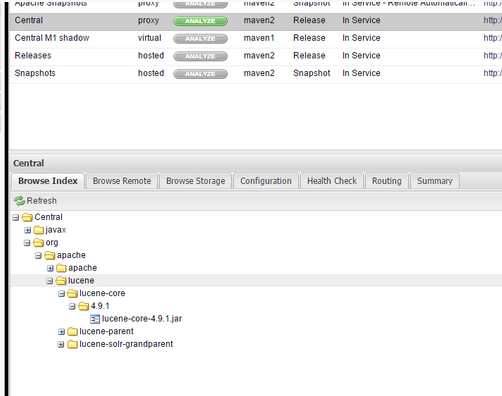 Apache Snapshots proxy ANALYZE maven2 Snapshot In Service - Remote Automaticall... http:/
Central proxy ANALYZE maven2 Release In Service http:/
Central M1 shadow virtual ANALYZE maven1 Release In Service http:/
Releases hosted ANALYZE maven2 Release In Service http:/
Snapshots hosted ANALYZE maven2 Snapshot In Service http:/
Central
Browse Index Browse Remote Browse Storage Configuration Health Check Routing Summary
Refresh
Central
javax
org
apache
apache
lucene
lucene-core
4.9.1
lucene-core-4.9.1.jar
lucene-parent
lucene-solr-grandparent